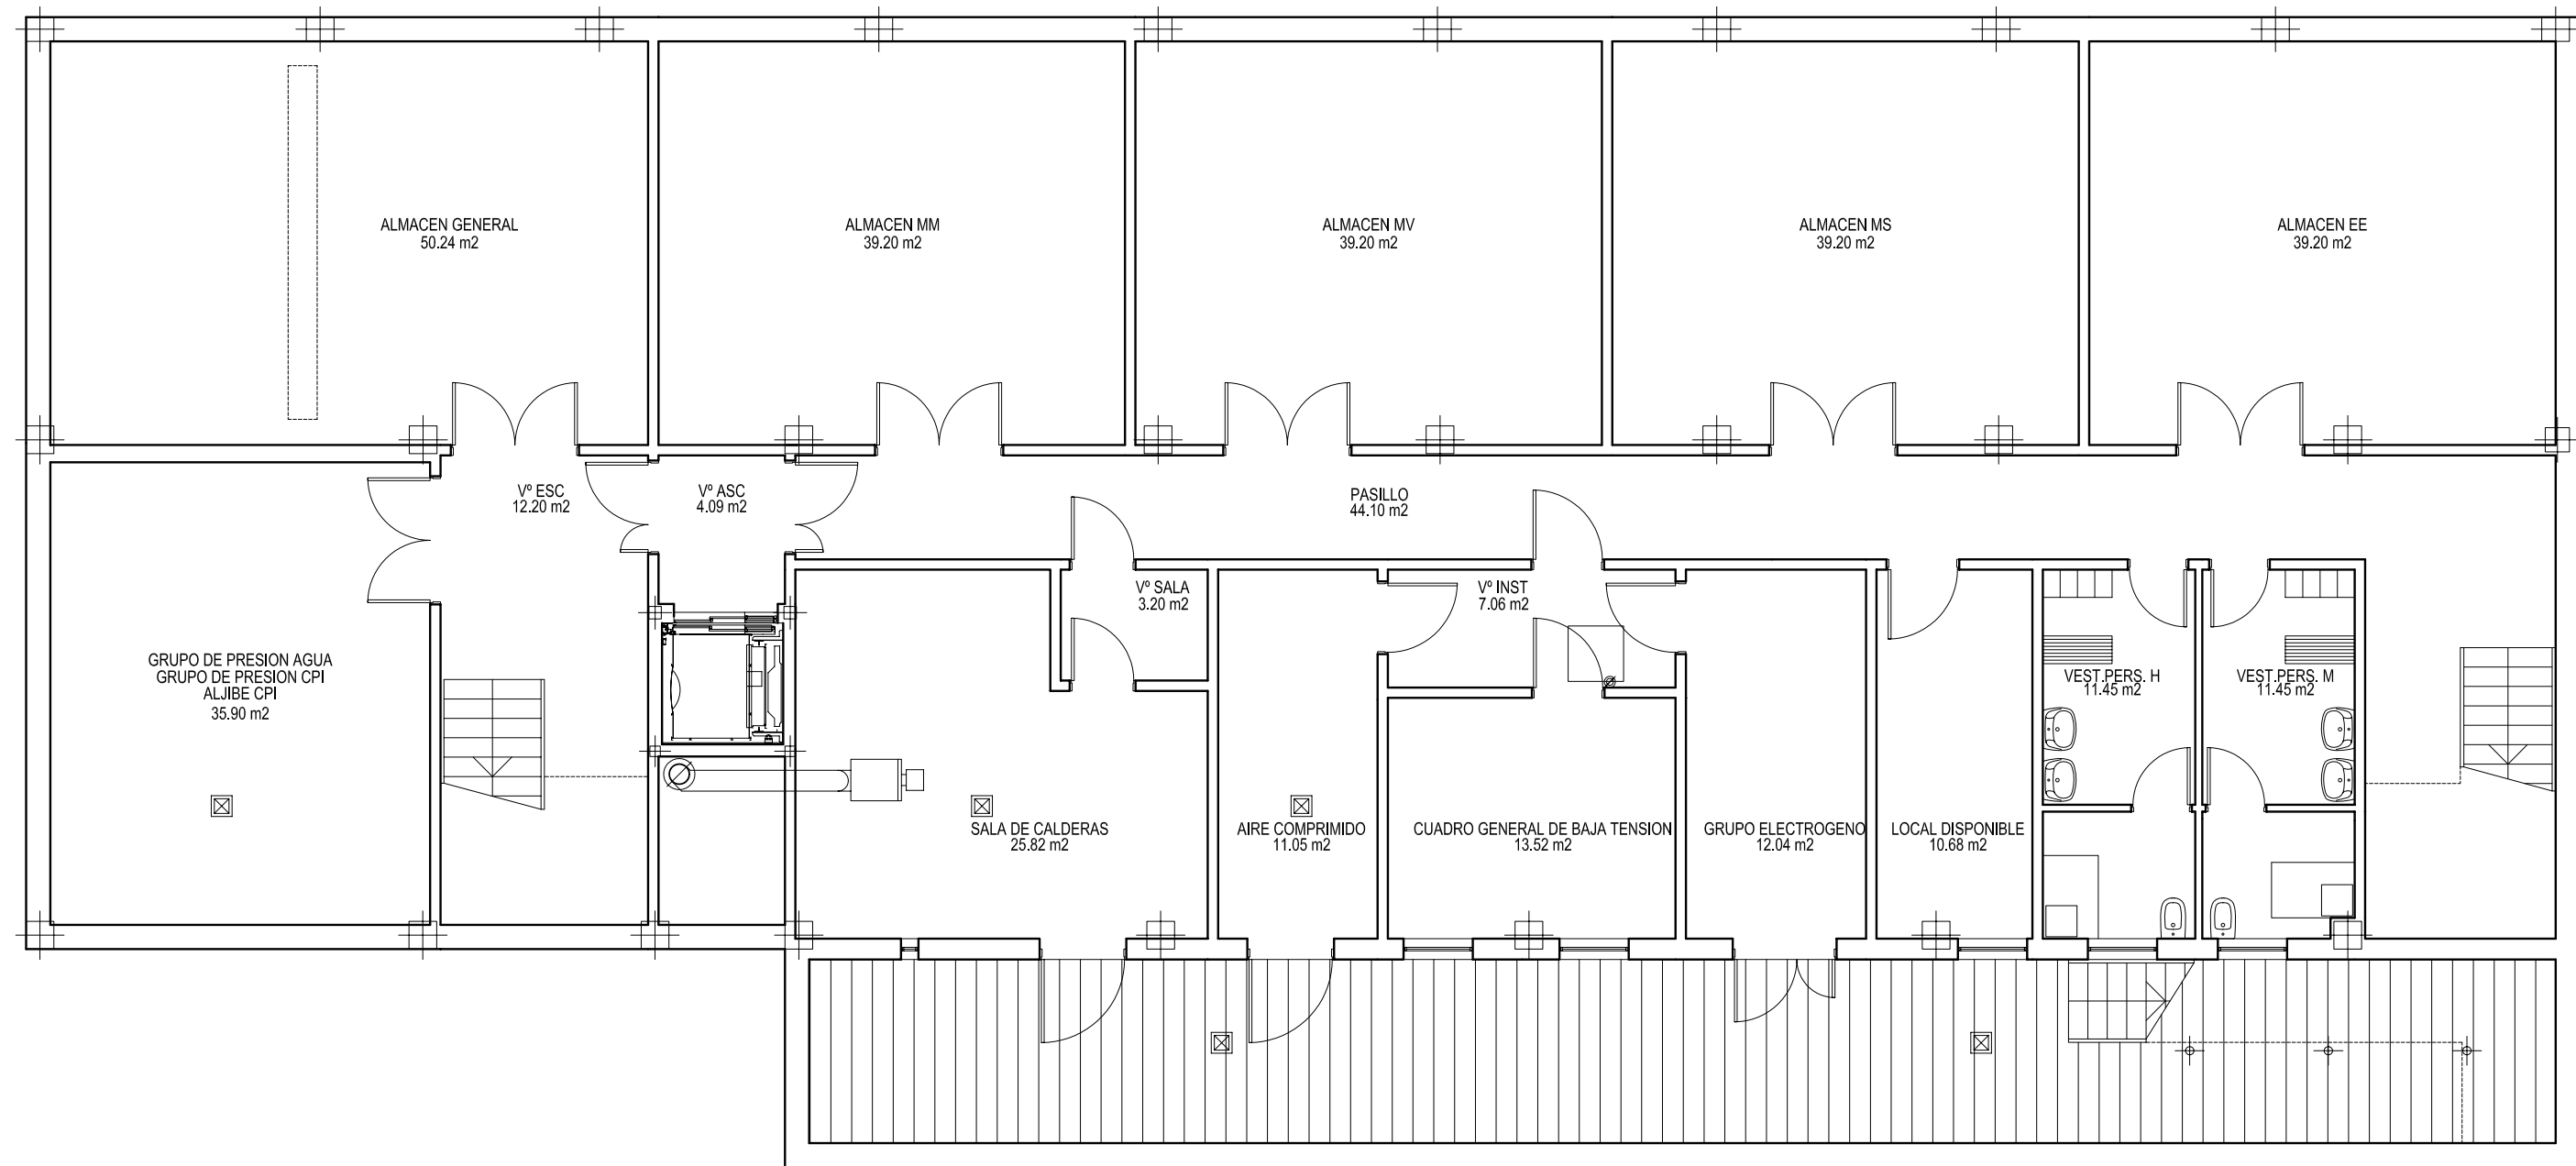 ALMACEN GENERAL
50.24 m2
ALMACEN MM
39.20 m2
ALMACEN MV
39.20 m2
ALMACEN MS
39.20 m2
ALMACEN EE
39.20 m2
Vº ESC
12.20 m2
Vº ASC
4.09 m2
PASILLO
44.10 m2
Vº SALA
3.20 m2
Vº INST
7.06 m2
GRUPO DE PRESION AGUA
GRUPO DE PRESION CPI
ALJIBE CPI
35.90 m2
VEST.PERS. H
11.45 m2
VEST.PERS. M
11.45 m2
SALA DE CALDERAS
25.82 m2
AIRE COMPRIMIDO
11.05 m2
CUADRO GENERAL DE BAJA TENSION
13.52 m2
GRUPO ELECTROGENO
12.04 m2
LOCAL DISPONIBLE
10.68 m2